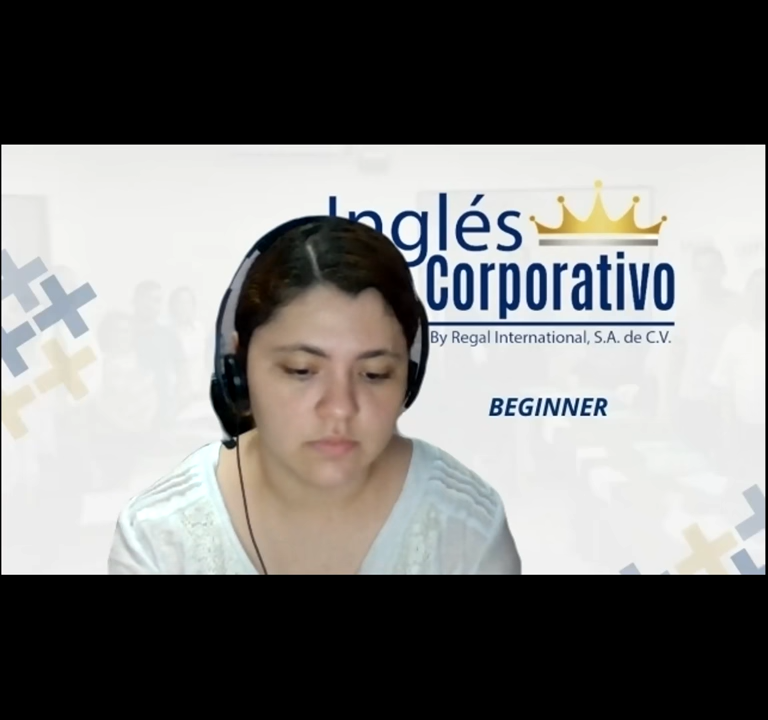 Inglés
Corporativo
By Regal International, S.A. de C.V.
BEGINNER